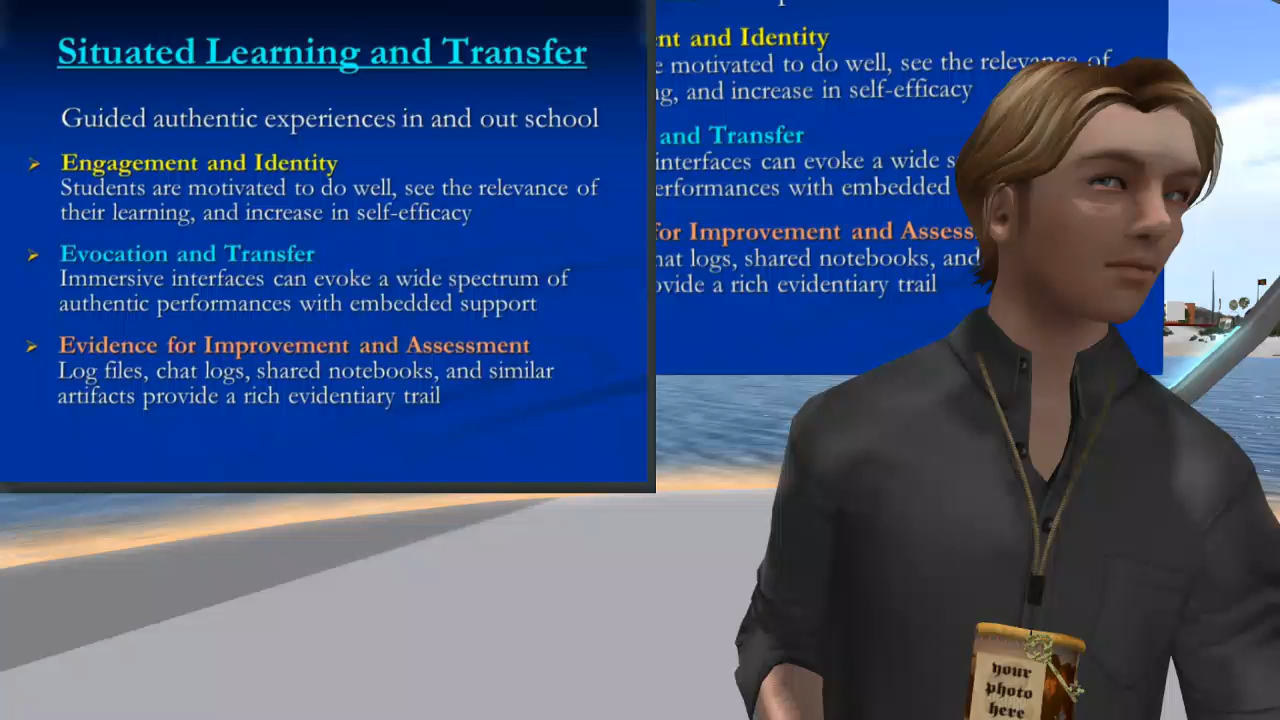 Situated Learning and Transfer
Guided authentic experiences in and out school
Engagement and Identity
Students are motivated to do well, see the relevance of
their learning, and increase in self-efficacy
Evocation and Transfer
Immersive interfaces can evoke a wide spectrum of
authentic performances with embedded support
Evidence for Improvement and Assessment
Log files, chat logs, shared notebooks, and similar
artifacts provide a rich evidentiary trail
nt and Identity
e motivated to do well, see the relevance of
ng, and increase in self-efficacy
and Transfer
interfaces can evoke a wide s
erformances with embedded
for Improvement and Assess
hat logs, shared notebooks, and
ovide a rich evidentiary trail
your
photo
here